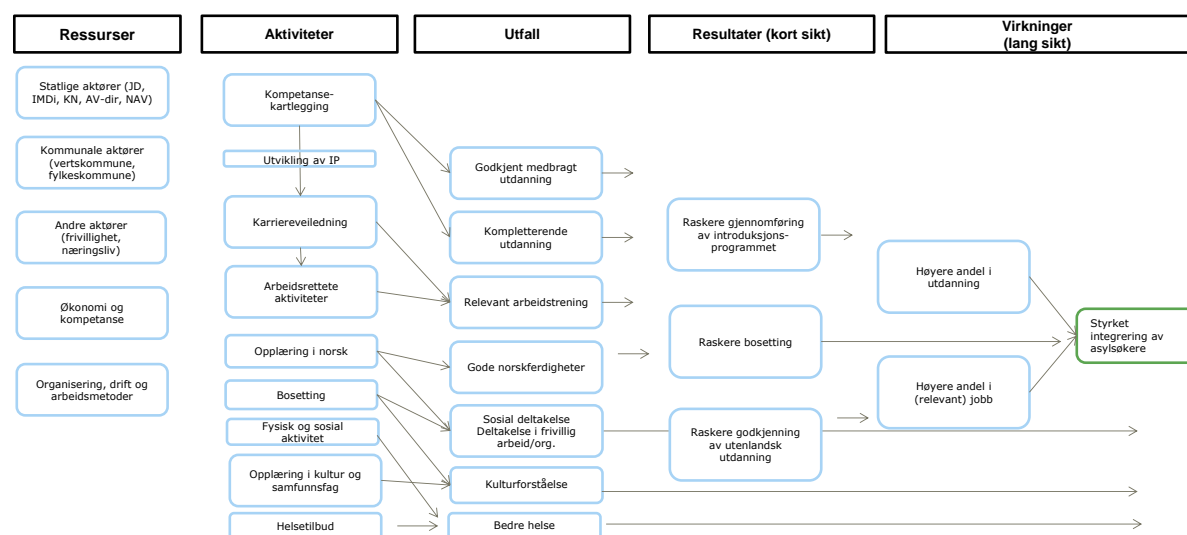 Ressurser
Aktiviteter
Utfall
Resultater (kort sikt)
Virkninger
(lang sikt)
Statlige aktører (JD,
IMDi, KN, AV-dir, NAV)
Kommunale aktører
(vertskommune,
fylkeskommune)
Andre aktører
(frivillighet,
næringsliv)
Økonomi og
kompetanse
Organisering, drift og
arbeidsmetoder
Kompetanse-
kartlegging
Utvikling av IP
Karriereveiledning
Arbeidsrettete
aktiviteter
Opplæring i norsk
Bosetting
Fysisk og sosial
aktivitet
Opplæring i kultur og
samfunnsfag
Helsetilbud
Godkjent medbragt
utdanning
Kompletterende
utdanning
Relevant arbeidstrening
Gode norskferdigheter
Sosial deltakelse
Deltakelse i frivillig
arbeid/org.
Kulturforståelse
Bedre helse
Raskere gjennomføring
av introduksjons-
programmet
Raskere bosetting
Raskere godkjenning
av utenlandsk
utdanning
Høyere andel i
utdanning
Høyere andel i
(relevant) jobb
Styrket
integrering av
asylsøkere